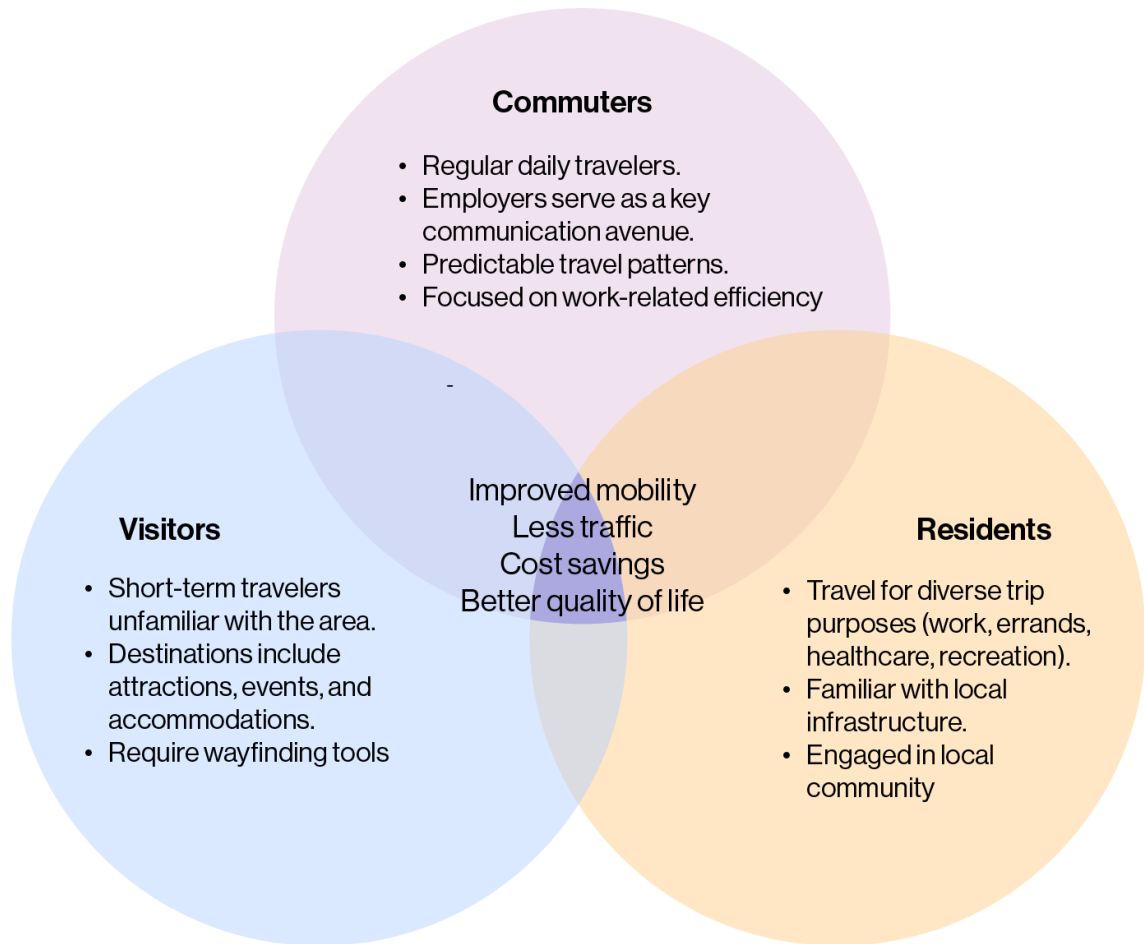 Commuters
• Regular daily travelers.
• Employers serve as a key
communication avenue.
• Predictable travel patterns.
• Focused on work-related efficiency
-
Improved mobility
Less traffic
Cost savings
Better quality of life
Visitors
• Short-term travelers
unfamiliar with the area.
• Destinations include
attractions, events, and
accommodations.
• Require wayfinding tools
Residents
• Travel for diverse trip
purposes (work, errands,
healthcare, recreation).
• Familiar with local
infrastructure.
• Engaged in local
community